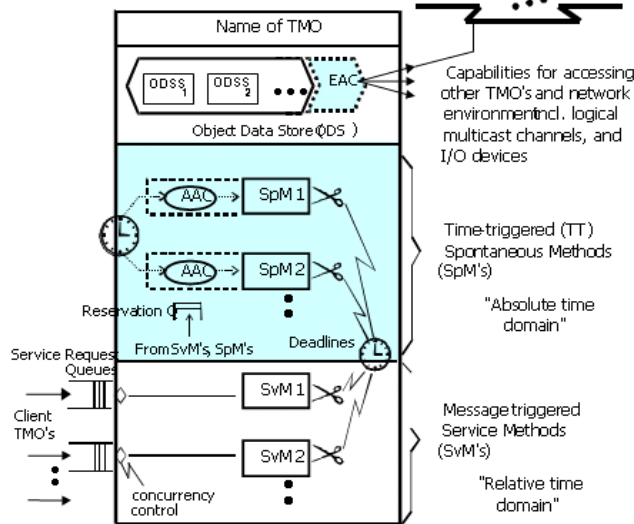 Name of TMO
ODSS1
ODSS2
•••
EAC
Object Data Store (ODS)
Capabilities for accessing
other TMO's and network
environmentincl. logical
multicast channels, and
I/O devices
AAC
SpM 1
AAC
SpM 2
Reservation Q
From SvM's, SpM's
Deadlines
Time-triggered (TT)
Spontaneous Methods
(SpM's)
"Absolute time
domain"
Service Request
Queues
Client
TMO's
SvM 1
SvM 2
concurrency
control
Message triggered
Service Methods
(SvM's)
"Relative time
domain"